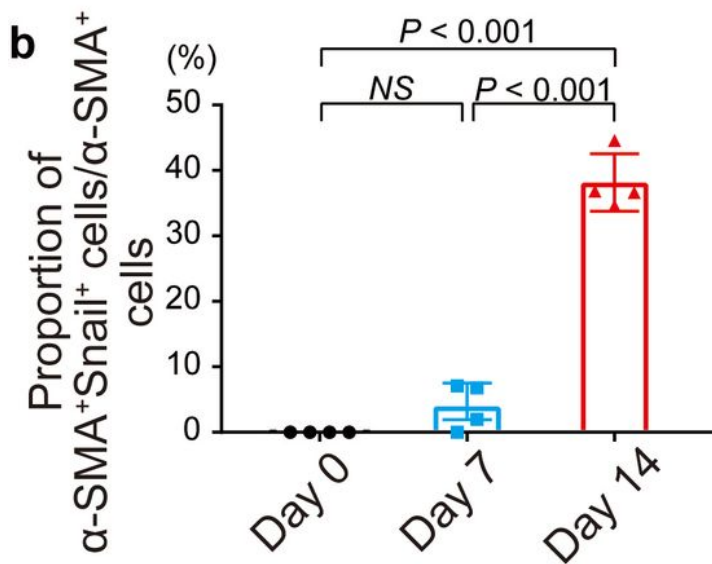 b
P < 0.001
(%)
NS
P < 0.001
Proportion of
α-SMA⁺Snail⁺ cells/α-SMA⁺
cells
50
40
30
20
10
0
Day 0
Day 7
Day 14